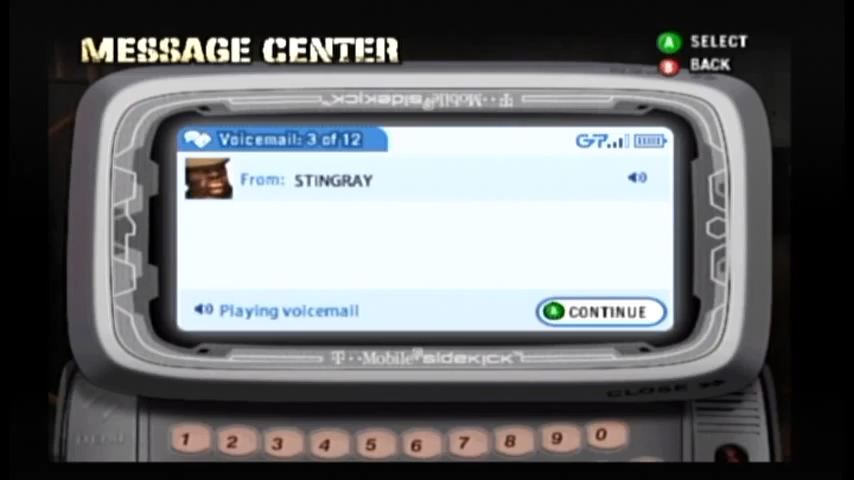 MESSAGE CENTER
A SELECT
B BACK
T··Mobile sidekick
Voicemail: 3 of 12
From: STINGRAY
Playing voicemail
A CONTINUE
T··Mobile sidekick
CLOSE
1 2 3 4 5 6 7 8 9 0